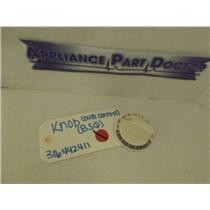 APPLIANCE PART DOCTOR
Knob (oven control)
(BSQ)
316442411